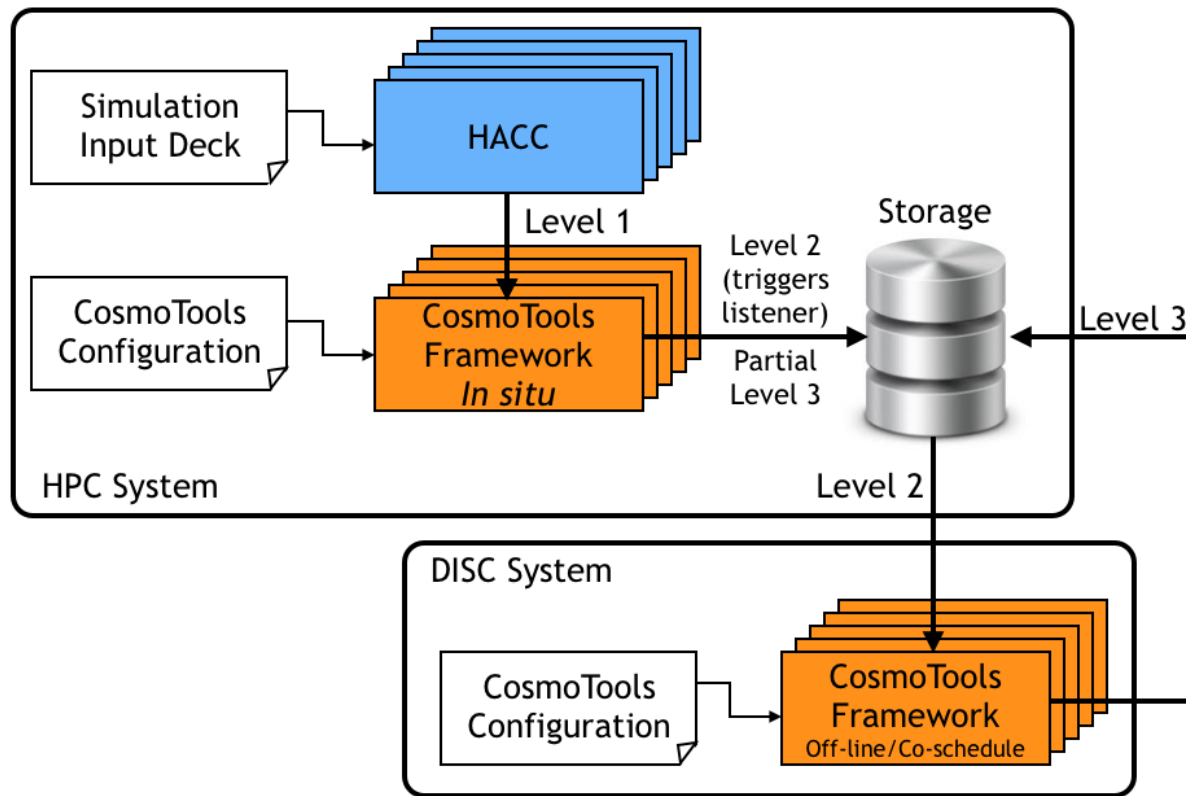 Simulation
Input Deck
HACC
Level 1
Storage
CosmoTools
Configuration
CosmoTools
Framework
In situ
Level 2
(triggers
listener)
Partial
Level 3
Level 3
HPC System
Level 2
DISC System
CosmoTools
Configuration
CosmoTools
Framework
Off-line/Co-schedule